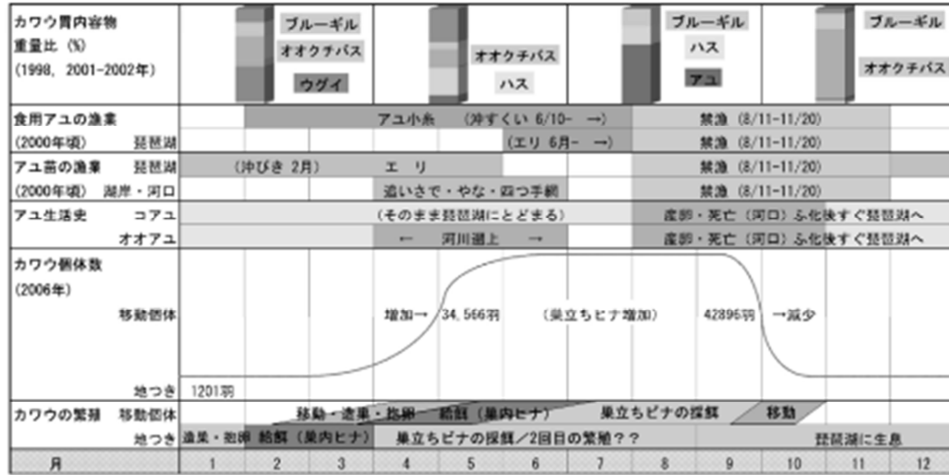 カワウ胃内容物
重量比 (%)
(1998, 2001-2002年)
ブルーギル
オオクチバス
ウグイ
オオクチバス
ハス
ブルーギル
ハス
アユ
ブルーギル
オオクチバス
食用アユの漁業
アユ小糸 (沖すくい 6/10- →)
禁漁 (8/11-11/20)
(2000年頃) 琵琶湖
(エリ 6月- →)
禁漁 (8/11-11/20)
アユ苗の漁業 琵琶湖
(沖びき 2月) エ リ
禁漁 (8/11-11/20)
(2000年頃) 湖岸・河口
追いさで・やな・四つ手網
禁漁 (8/11-11/20)
アユ生活史 コアユ
(そのまま琵琶湖にとどまる)
産卵・死亡 (河口) ふ化後すぐ琵琶湖へ
オオアユ
← 河川遡上 →
産卵・死亡 (河口) ふ化後すぐ琵琶湖へ
カワウ個体数
(2006年)
移動個体
増加→ 34,566羽 (巣立ちヒナ増加) 42896羽 →減少
地つき 1201羽
カワウの繁殖 移動個体
移動・造巣・抱卵 給餌 (巣内ヒナ) 巣立ちヒナの採餌 移動
地つき
造巣・抱卵 給餌 (巣内ヒナ) 巣立ちヒナの採餌/2回目の繁殖?? 琵琶湖に生息
月 1 2 3 4 5 6 7 8 9 10 11 12